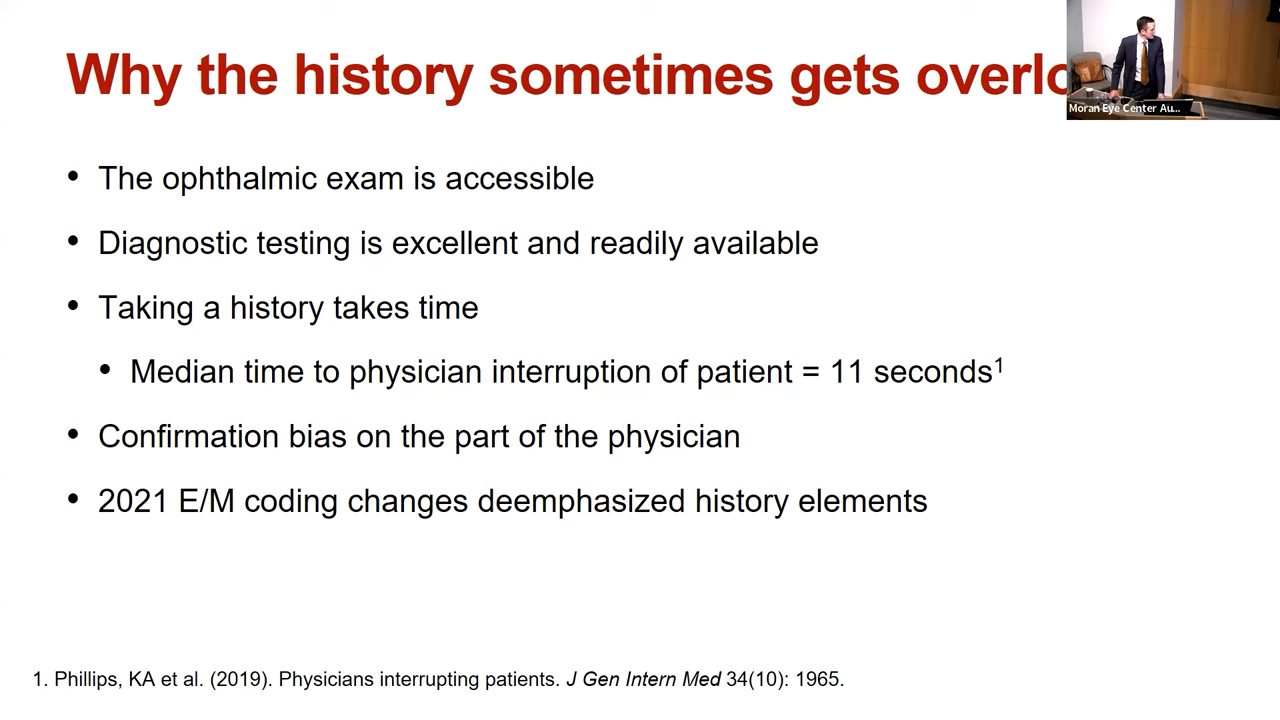 Why the history sometimes gets overlo
Moran Eye Center Au...
• The ophthalmic exam is accessible
• Diagnostic testing is excellent and readily available
• Taking a history takes time
• Median time to physician interruption of patient = 11 seconds¹
• Confirmation bias on the part of the physician
• 2021 E/M coding changes deemphasized history elements
1. Phillips, KA et al. (2019). Physicians interrupting patients. J Gen Intern Med 34(10): 1965.